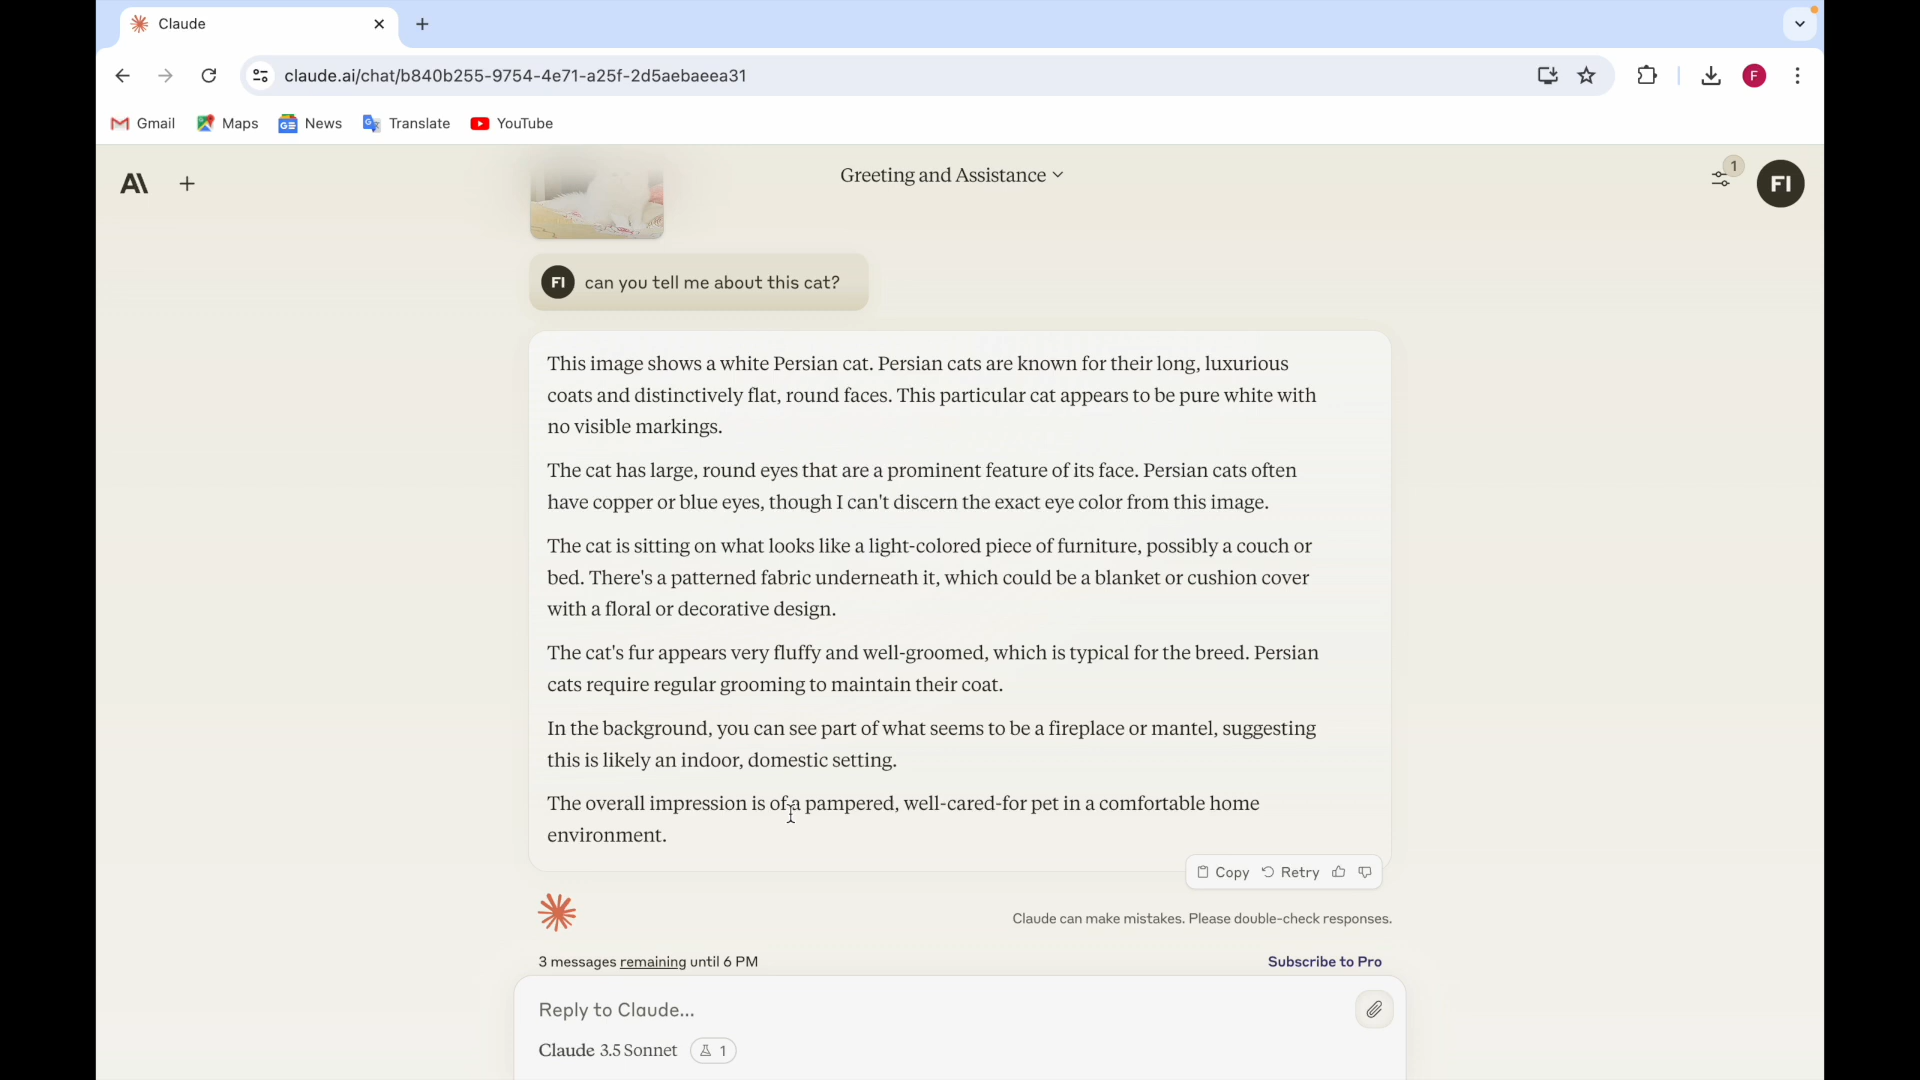 Claude
claude.ai/chat/b840b255-9754-4e71-a25f-2d5aebaeea31
F
Gmail Maps News Translate YouTube
A\
Greeting and Assistance
1
FI
FI can you tell me about this cat?
This image shows a white Persian cat. Persian cats are known for their long, luxurious
coats and distinctively flat, round faces. This particular cat appears to be pure white with
no visible markings.
The cat has large, round eyes that are a prominent feature of its face. Persian cats often
have copper or blue eyes, though I can't discern the exact eye color from this image.
The cat is sitting on what looks like a light-colored piece of furniture, possibly a couch or
bed. There's a patterned fabric underneath it, which could be a blanket or cushion cover
with a floral or decorative design.
The cat's fur appears very fluffy and well-groomed, which is typical for the breed. Persian
cats require regular grooming to maintain their coat.
In the background, you can see part of what seems to be a fireplace or mantel, suggesting
this is likely an indoor, domestic setting.
The overall impression is of a pampered, well-cared-for pet in a comfortable home
environment.
Copy Retry
Claude can make mistakes. Please double-check responses.
3 messages remaining until 6 PM
Subscribe to Pro
Reply to Claude...
Claude 3.5 Sonnet 1